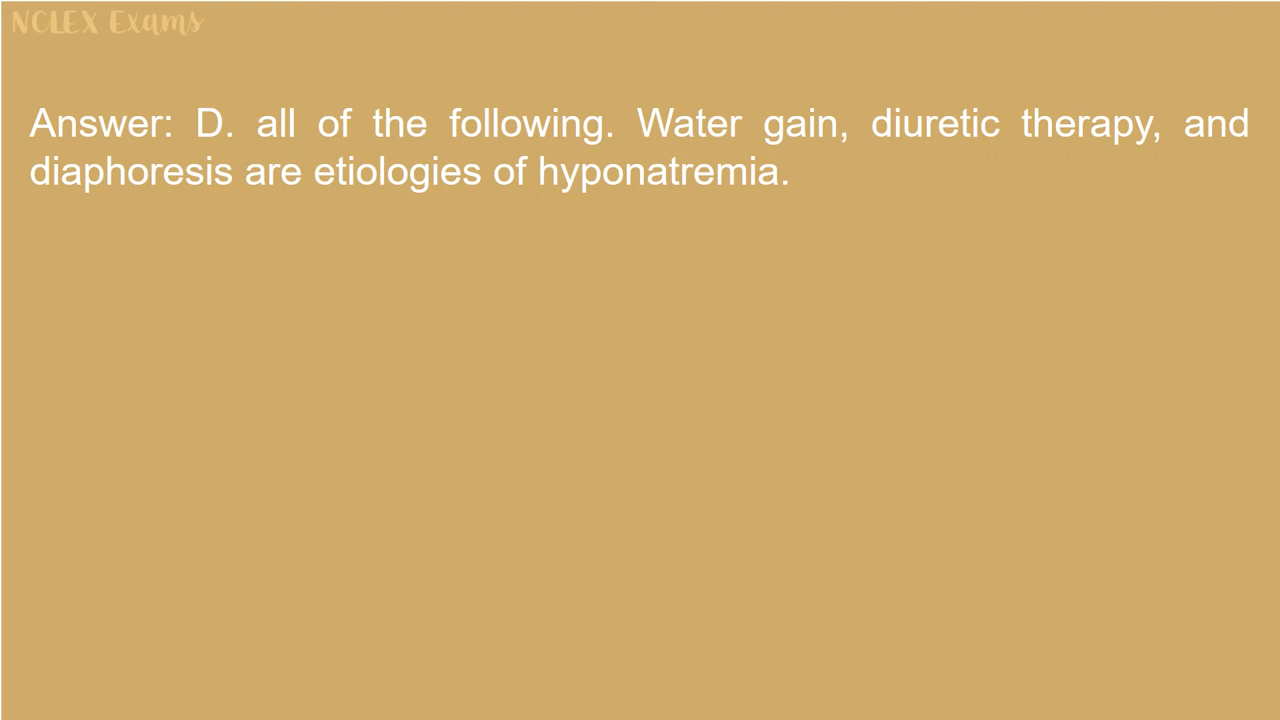 NCLEX Exams
Answer: D. all of the following. Water gain, diuretic therapy, and
diaphoresis are etiologies of hyponatremia.